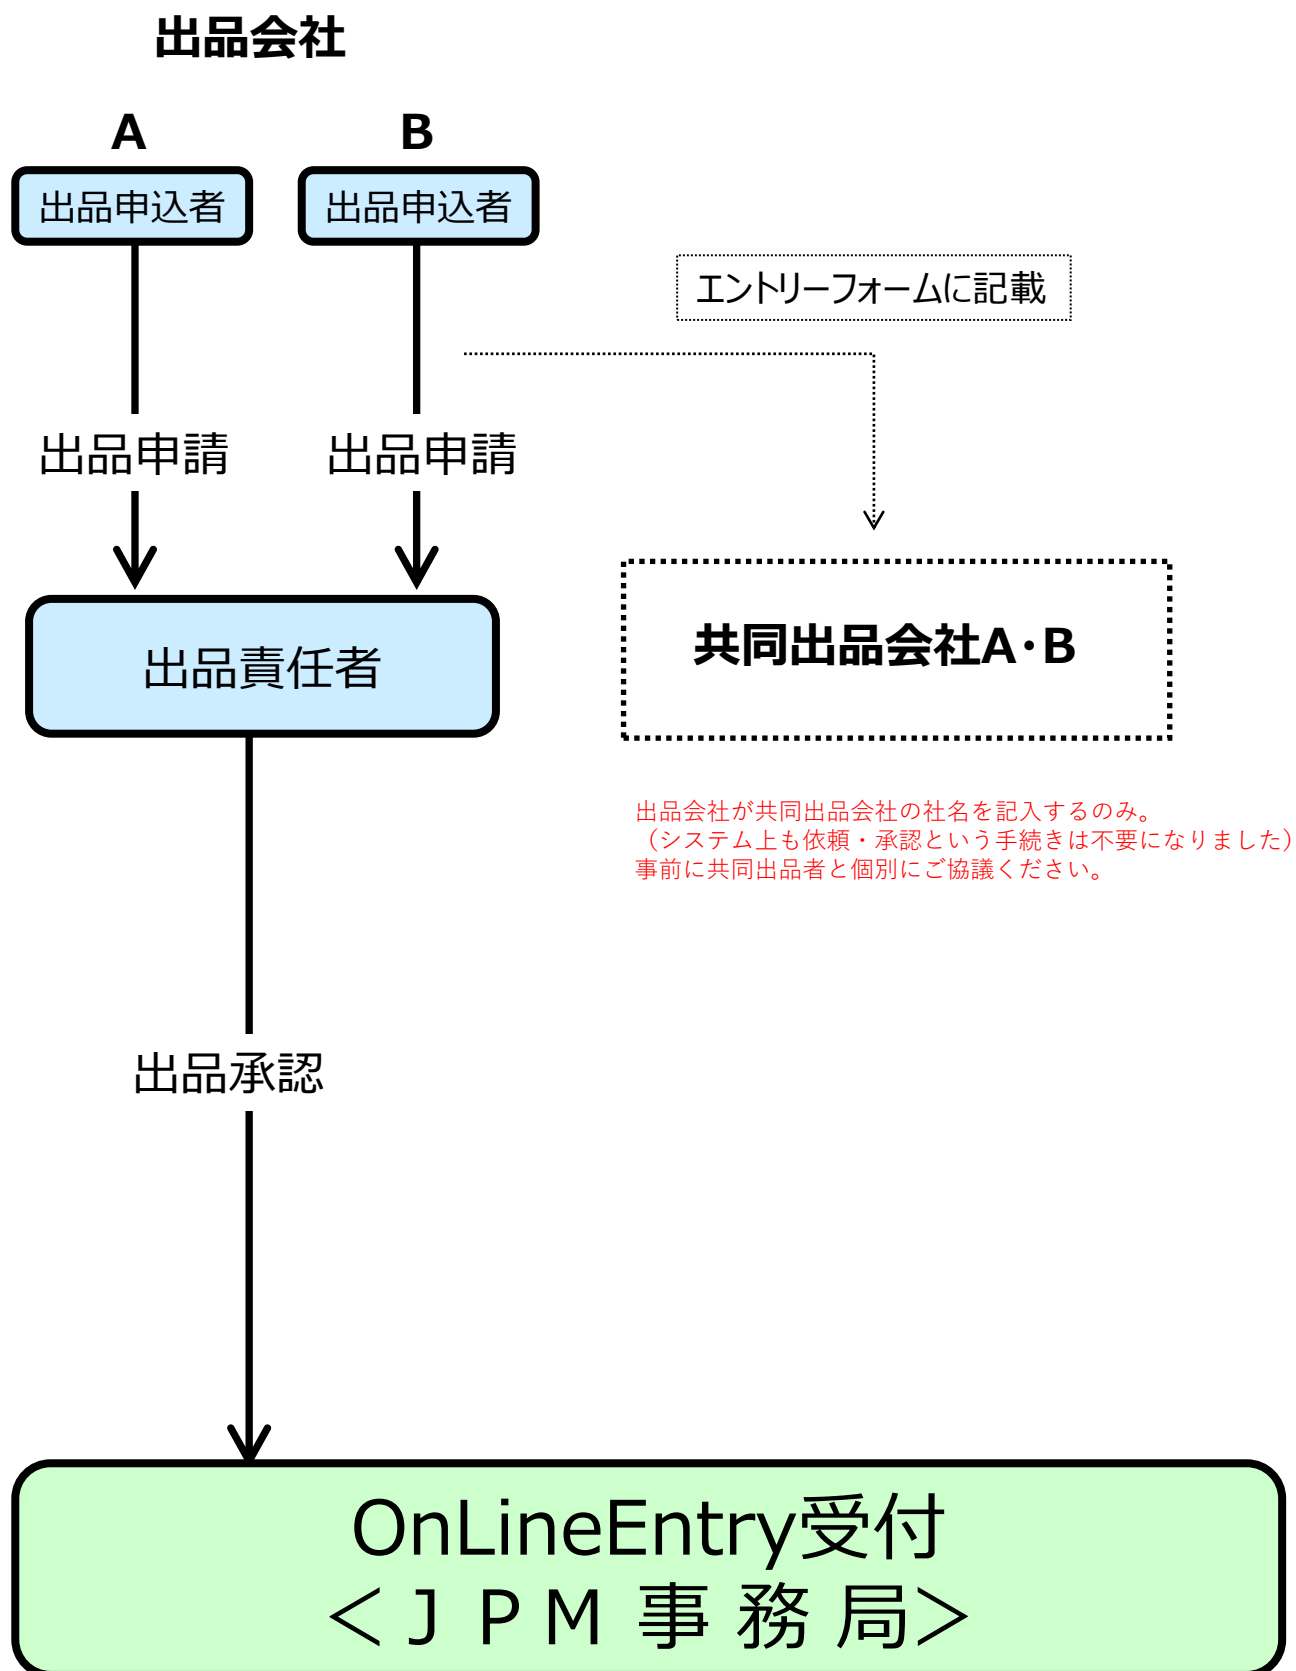 出品会社
A
B
出品申込者
出品申込者
エントリーフォームに記載
出品申請
出品申請
出品責任者
共同出品会社A・B
出品会社が共同出品会社の社名を記入するのみ。
（システム上も依頼・承認という手続きは不要になりました）
事前に共同出品者と個別にご協議ください。
出品承認
OnLineEntry受付
＜ＪＰＭ事務局＞